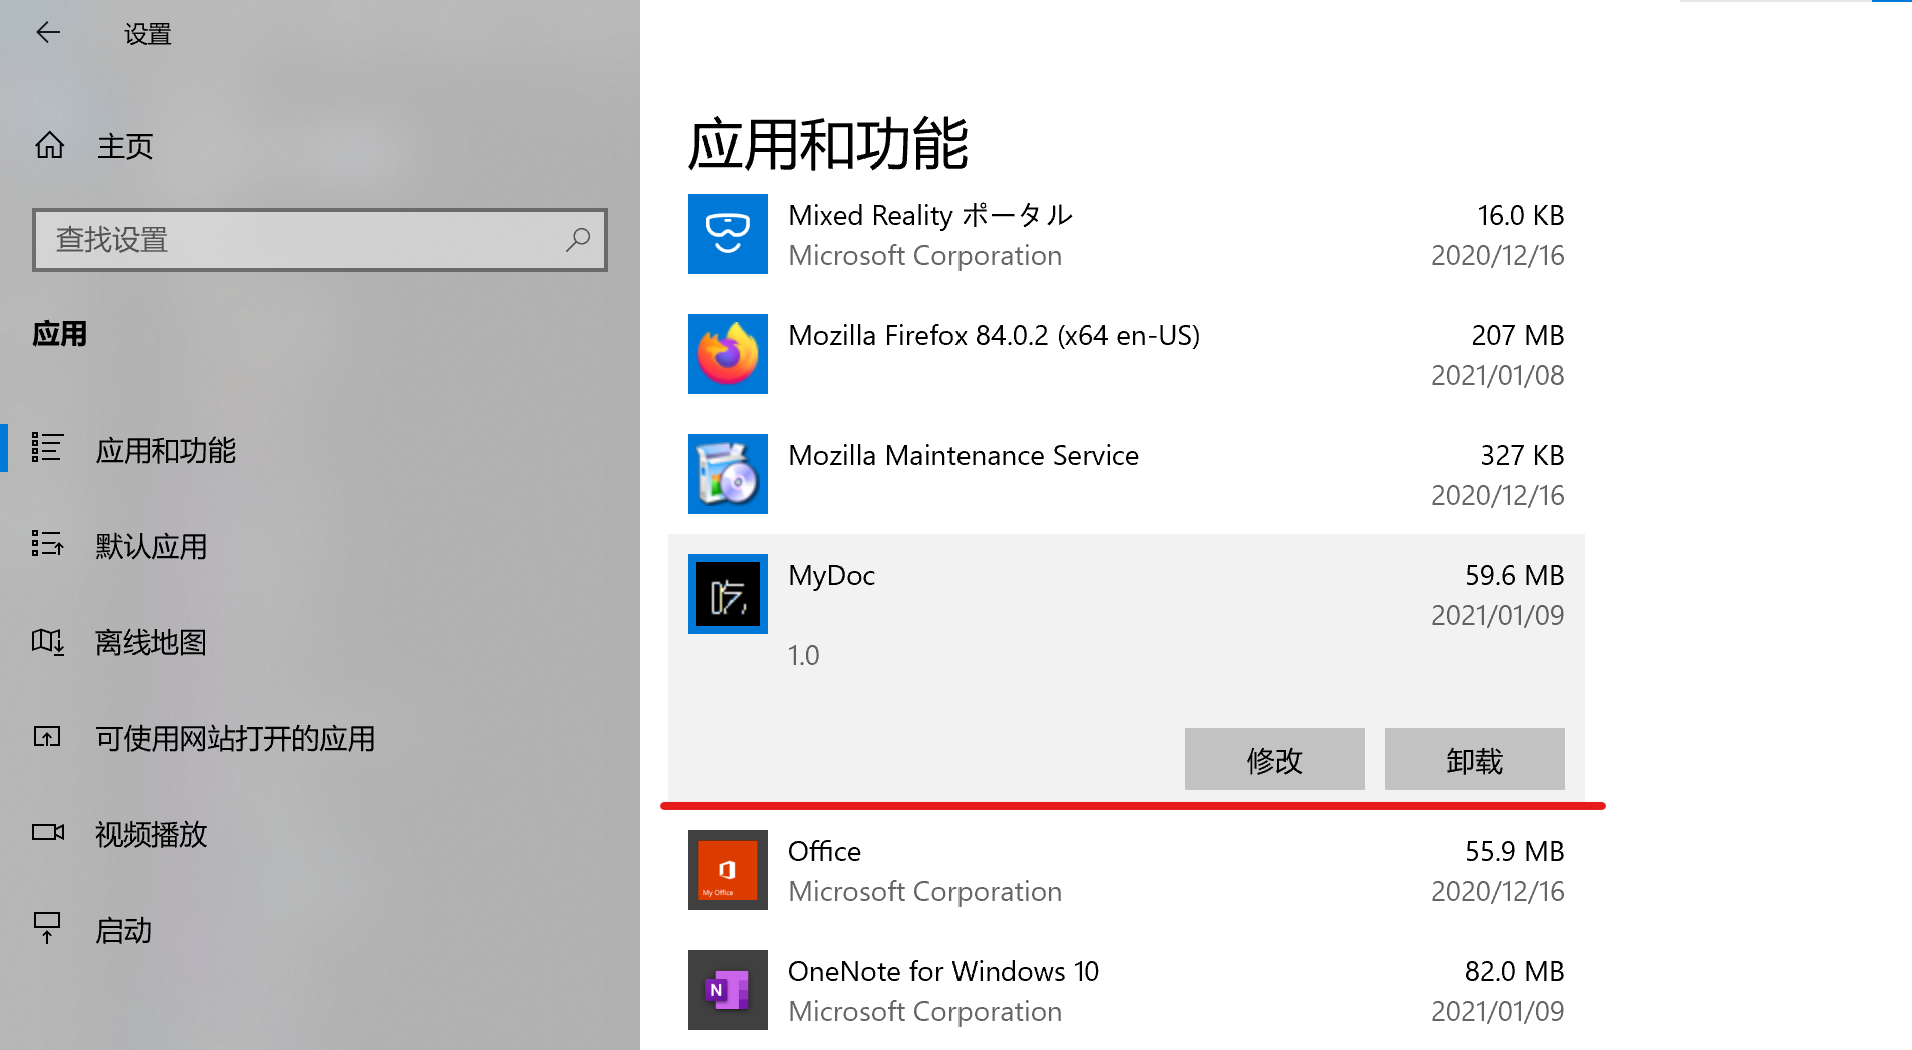 设置
主页
查找设置
应用
应用和功能
默认应用
离线地图
可使用网站打开的应用
视频播放
启动
应用和功能
Mixed Reality ポータル 16.0 KB
Microsoft Corporation 2020/12/16
Mozilla Firefox 84.0.2 (x64 en-US) 207 MB
2021/01/08
Mozilla Maintenance Service 327 KB
2020/12/16
吃
MyDoc 59.6 MB
2021/01/09
1.0
修改 卸载
My Office
Office 55.9 MB
Microsoft Corporation 2020/12/16
N
OneNote for Windows 10 82.0 MB
Microsoft Corporation 2021/01/09